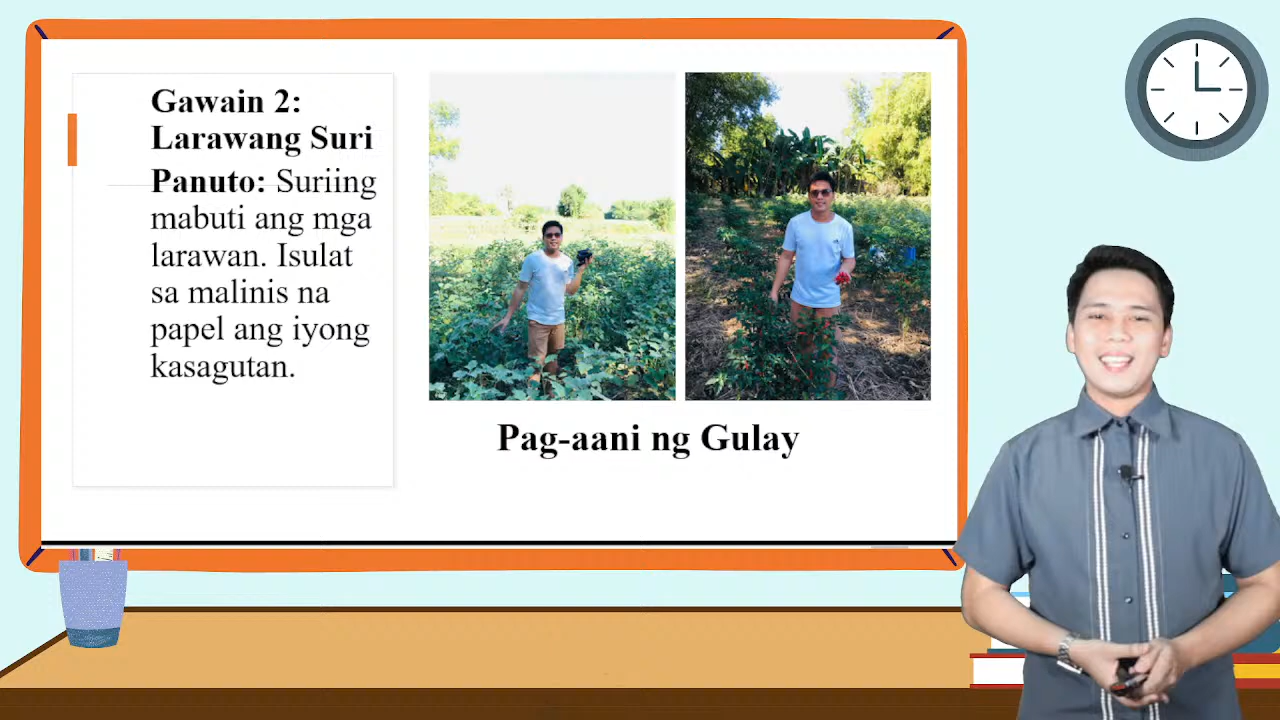 Gawain 2:
Larawang Suri
Panuto: Suriing
mabuti ang mga
larawan. Isulat
sa malinis na
papel ang iyong
kasagutan.
Pag-aani ng Gulay